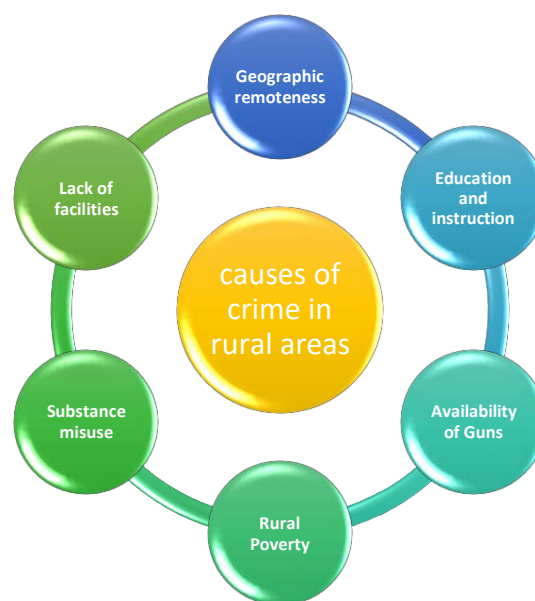 Geographic
remoteness
Education
and
instruction
Availability
of Guns
Rural
Poverty
Substance
misuse
Lack of
facilities
causes of
crime in
rural areas